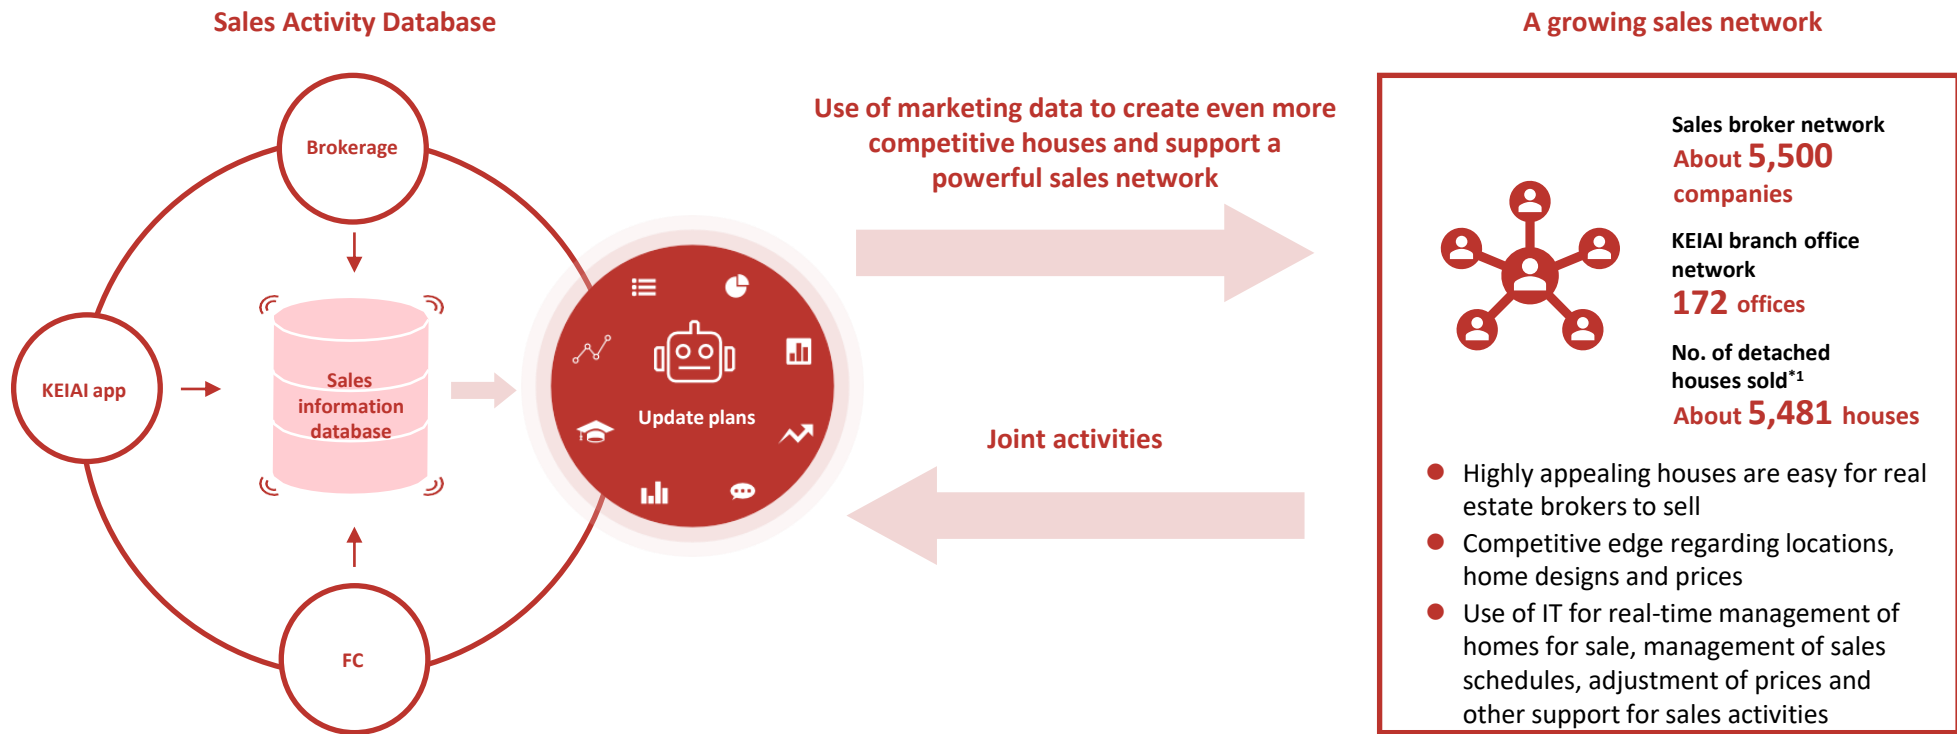 Sales Activity Database
Brokerage
KEIAI app
Sales
information
database
FC
Update plans
Use of marketing data to create even more
competitive houses and support a
powerful sales network
Joint activities
A growing sales network
Sales broker network
About 5,500
companies
KEIAI branch office
network
172 offices
No. of detached
houses sold*1
About 5,481 houses
● Highly appealing houses are easy for real
estate brokers to sell
● Competitive edge regarding locations,
home designs and prices
● Use of IT for real-time management of
homes for sale, management of sales
schedules, adjustment of prices and
other support for sales activities